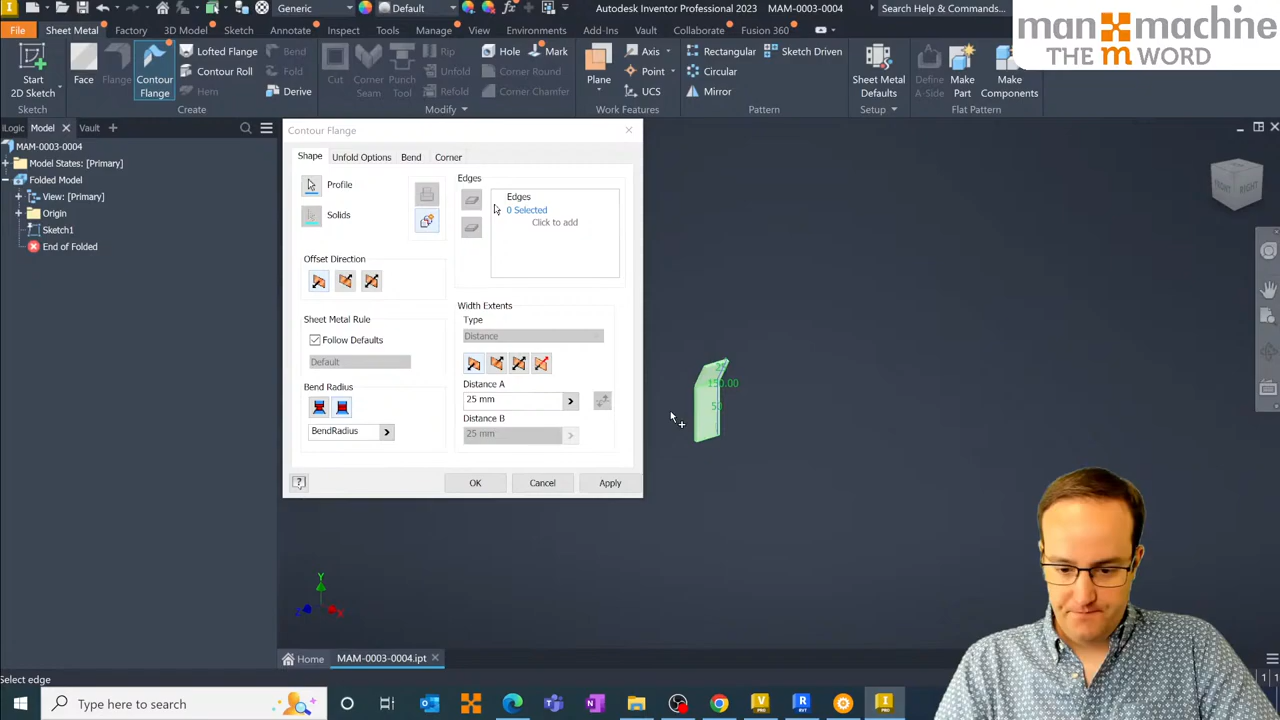 Generic
Default
Autodesk Inventor Professional 2023 MAM-0003-0004
Search Help & Commands...
man machine
THE m WORD
File Sheet Metal Factory 3D Model Sketch Annotate Inspect Tools Manage View Environments Add-Ins Vault Collaborate Fusion 360
Start
2D Sketch
Face
Flange
Contour
Flange
Lofted Flange
Contour Roll
Hem
Bend
Fold
Derive
Cut
Corner
Seam
Punch
Tool
Rip
Unfold
Refold
Hole
Mark
Corner Round
Corner Chamfer
Plane
Axis
Point
UCS
Rectangular
Circular
Mirror
Sketch Driven
Sheet Metal
Defaults
Define
A-Side
Make
Part
Make
Components
Sketch
Create
Modify
Work Features
Pattern
Setup
Flat Pattern
iLogic Model Vault
MAM-0003-0004
Model States: [Primary]
Folded Model
View: [Primary]
Origin
Sketch1
End of Folded
Contour Flange
Shape Unfold Options Bend Corner
Profile
Solids
Edges
Edges
0 Selected
Click to add
Offset Direction
Sheet Metal Rule
Follow Defaults
Default
Bend Radius
BendRadius
Width Extents
Type
Distance
Distance A
25 mm
Distance B
25 mm
OK Cancel Apply
150.00
RIGHT
Y
X
Z
Home MAM-0003-0004.ipt
Select edge
1 1
Type here to search